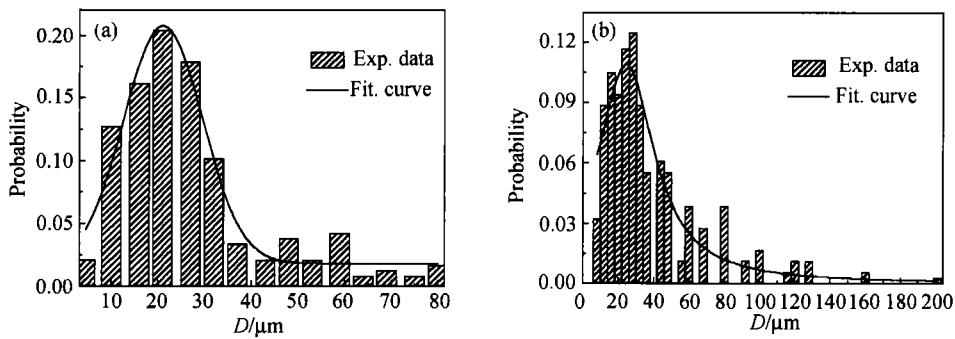 (a)
Exp. data
Fit. curve
Probability
0.20
0.15
0.10
0.05
0.00
10 20 30 40 50 60 70 80
D/μm
(b)
Exp. data
Fit. curve
Probability
0.12
0.09
0.06
0.03
0.00
0 20 40 60 80 100 120 140 160 180 200
D/μm